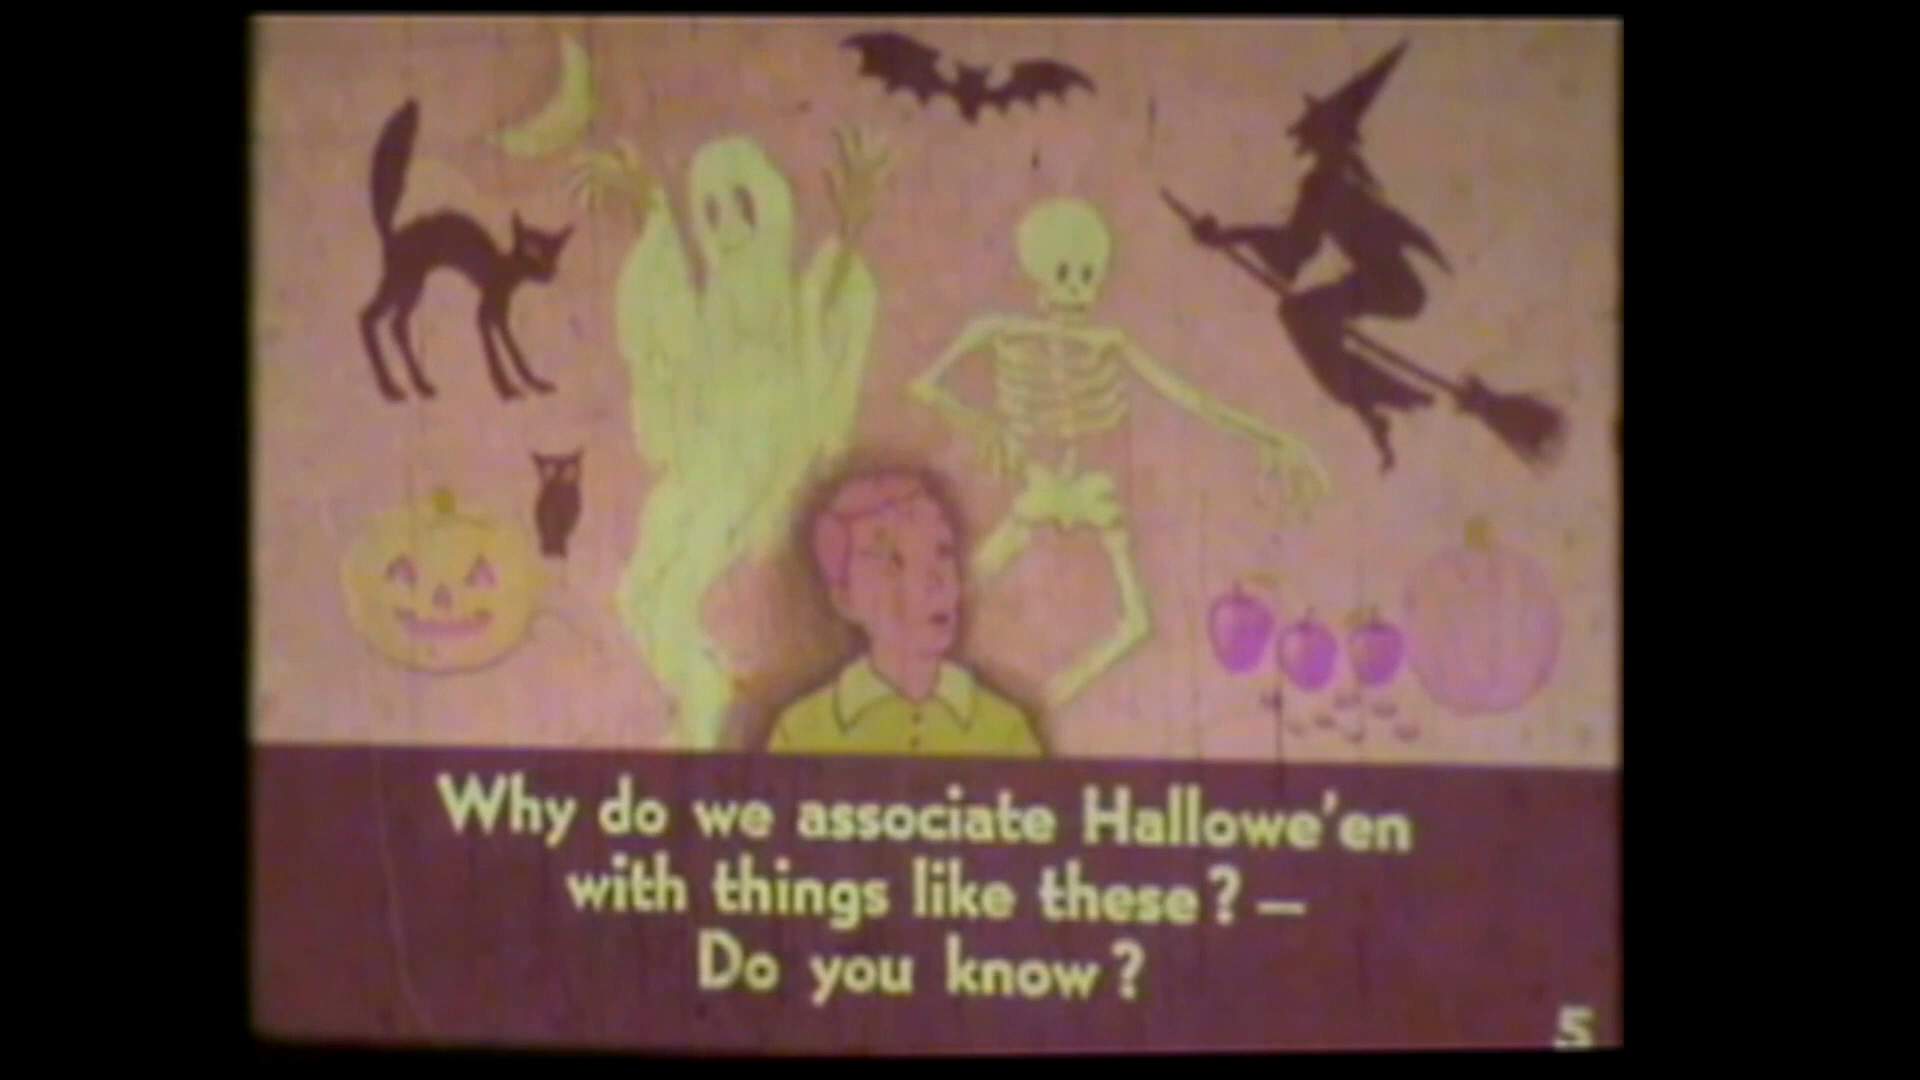 Why do we associate Hallowe'en
with things like these? —
Do you know?
5